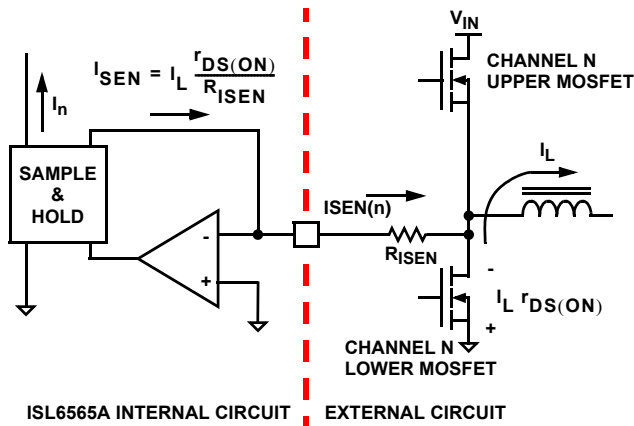 V_IN
CHANNEL N
UPPER MOSFET
I_SEN = I_L r_DS(ON) / R_ISEN
I_n
I_L
SAMPLE
&
HOLD
ISEN(n)
-
+
R_ISEN
-
I_L r_DS(ON)
+
CHANNEL N
LOWER MOSFET
ISL6565A INTERNAL CIRCUIT
EXTERNAL CIRCUIT